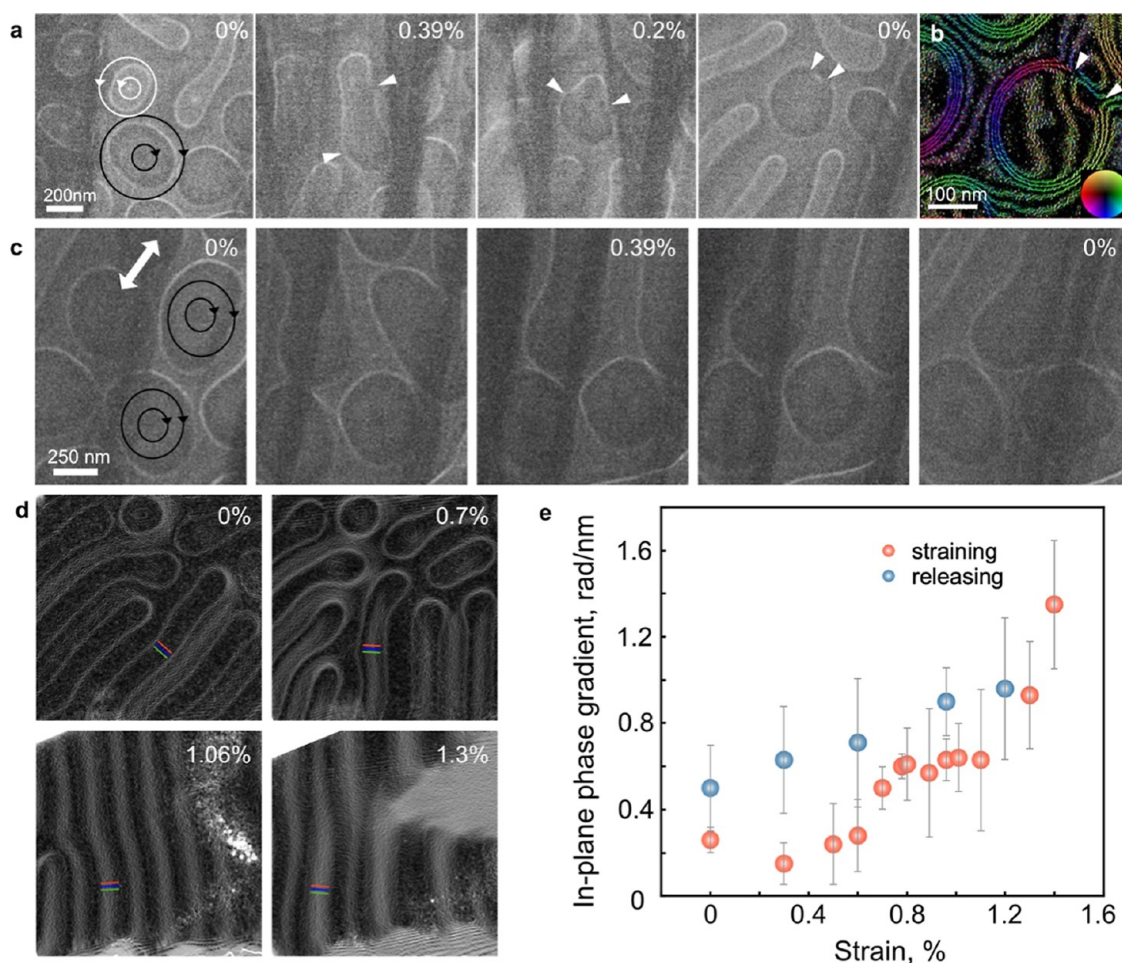 a
0%
0.39%
0.2%
0%
b
200nm
100 nm
c
0%
0.39%
0%
250 nm
d
0%
0.7%
1.06%
1.3%
e
In-plane phase gradient, rad/nm
1.6
1.2
0.8
0.4
0
straining
releasing
0
0.4
0.8
1.2
1.6
Strain, %